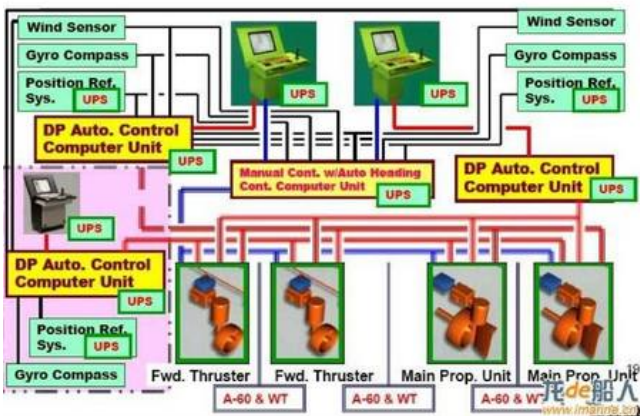 Wind Sensor
Gyro Compass
Position Ref.
Sys.
UPS
DP Auto. Control
Computer Unit
UPS
UPS
UPS
Wind Sensor
Gyro Compass
Position Ref.
Sys.
UPS
Manual Cont. w/Auto Heading
Cont. Computer Unit
UPS
DP Auto. Control
Computer Unit
UPS
UPS
DP Auto. Control
Computer Unit
UPS
Position Ref.
Sys.
UPS
Gyro Compass
Fwd. Thruster
Fwd. Thruster
Main Prop. Unit
Main Prop. Unit
A-60 & WT
A-60 & WT
A-60 & WT
19
龙de船人
www.imarine.cn